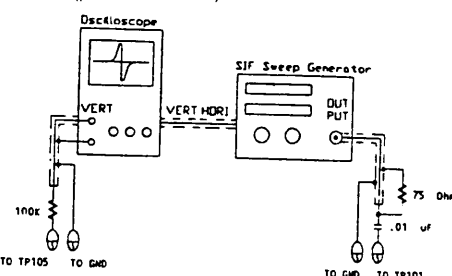 Oscilloscope
SIF Sweep Generator
VERT
VERT HORI
OUT
PUT
100K
75 Ohm
.01 uF
TO TP105 TO GND
TO GND TO TP101